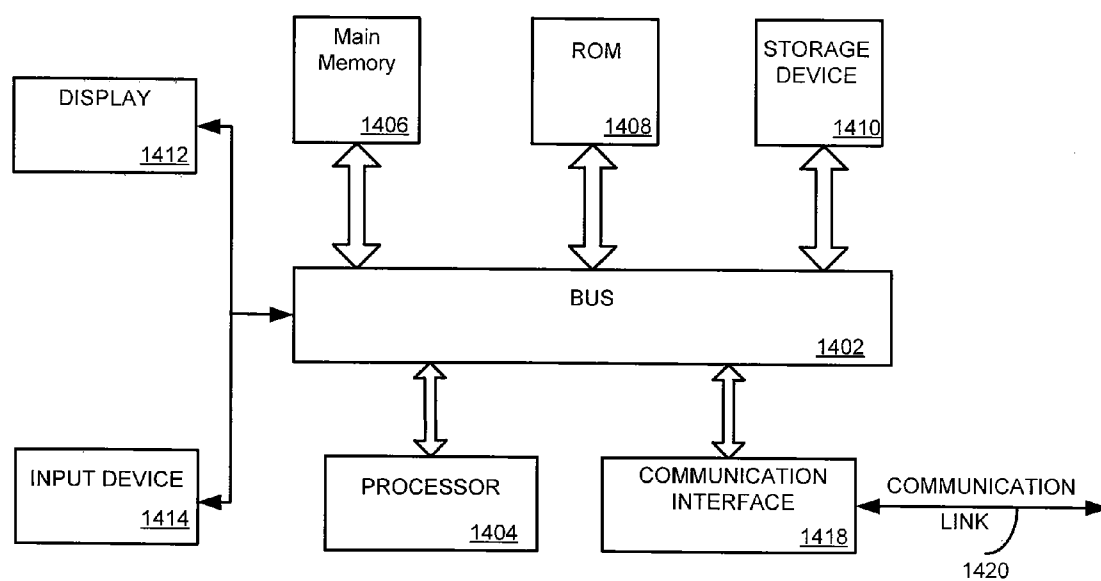 Main
Memory
1406
ROM
1408
STORAGE
DEVICE
1410
DISPLAY
1412
BUS
1402
INPUT DEVICE
1414
PROCESSOR
1404
COMMUNICATION
INTERFACE
1418
COMMUNICATION
LINK
1420